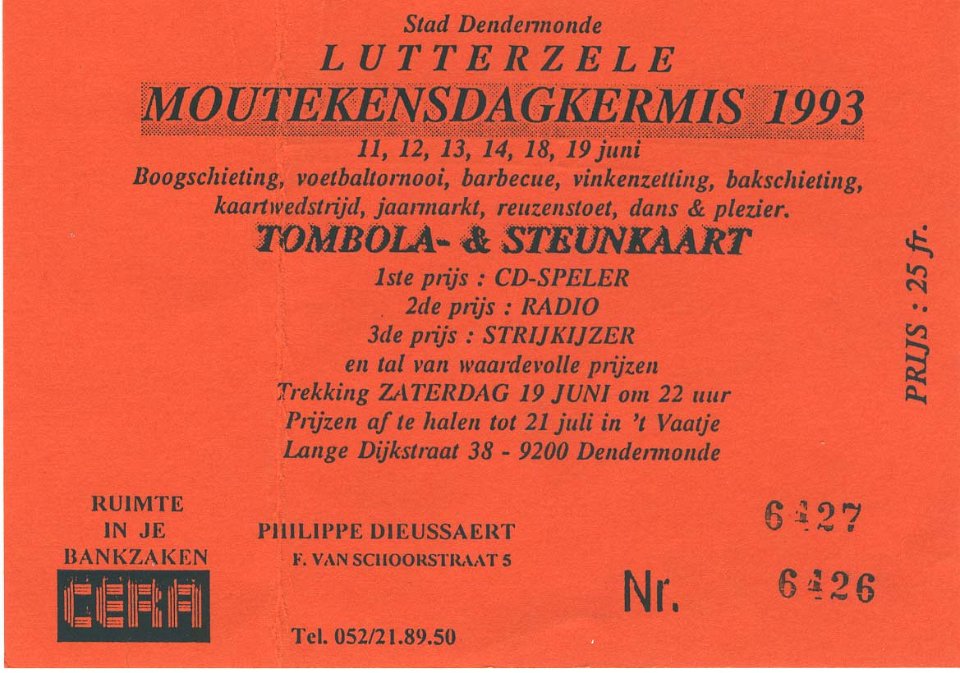 Stad Dendermonde
LUTTERZELE
MOUTEKENSDAGKERMIS 1993
11, 12, 13, 14, 18, 19 juni
Boogschieting, voetbaltornooi, barbecue, vinkenzetting, bakschieting,
kaartwedstrijd, jaarmarkt, reuzenstoet, dans & plezier.
TOMBOLA- & STEUNKAART
1ste prijs : CD-SPELER
2de prijs : RADIO
3de prijs : STRIJKIJZER
en tal van waardevolle prijzen
Trekking ZATERDAG 19 JUNI om 22 uur
Prijzen af te halen tot 21 juli in 't Vaatje
Lange Dijkstraat 38 - 9200 Dendermonde
PRIJS : 25 fr.
RUIMTE
IN JE
BANKZAKEN
CERA
PHILIPPE DIEUSSAERT
F. VAN SCHOORSTRAAT 5
Tel. 052/21.89.50
6427
Nr. 6426